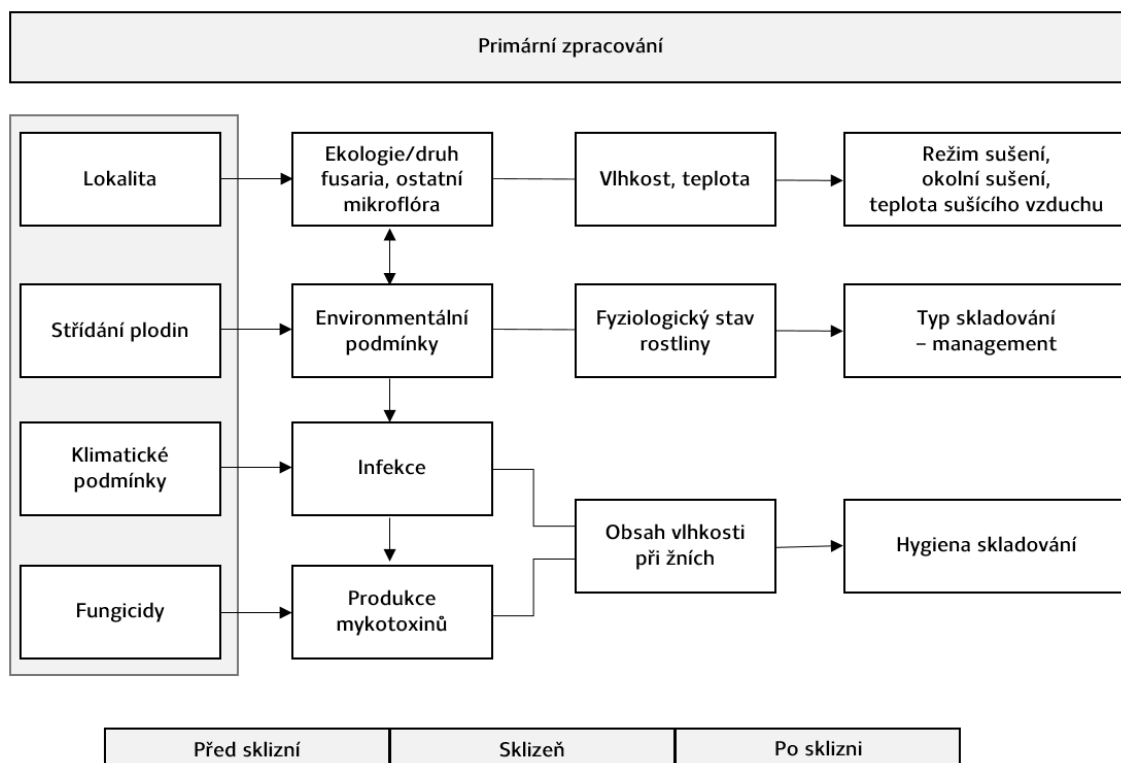 Primární zpracování
Lokalita
Ekologie/druh
fusaria, ostatní
mikroflóra
Vlhkost, teplota
Režim sušení,
okolní sušení,
teplota sušícího vzduchu
Střídání plodin
Environmentální
podmínky
Fyziologický stav
rostliny
Typ skladování
– management
Klimatické
podmínky
Infekce
Obsah vlhkosti
při žních
Hygiena skladování
Fungicidy
Produkce
mykotoxinů
Před sklizní
Sklizeň
Po sklizni